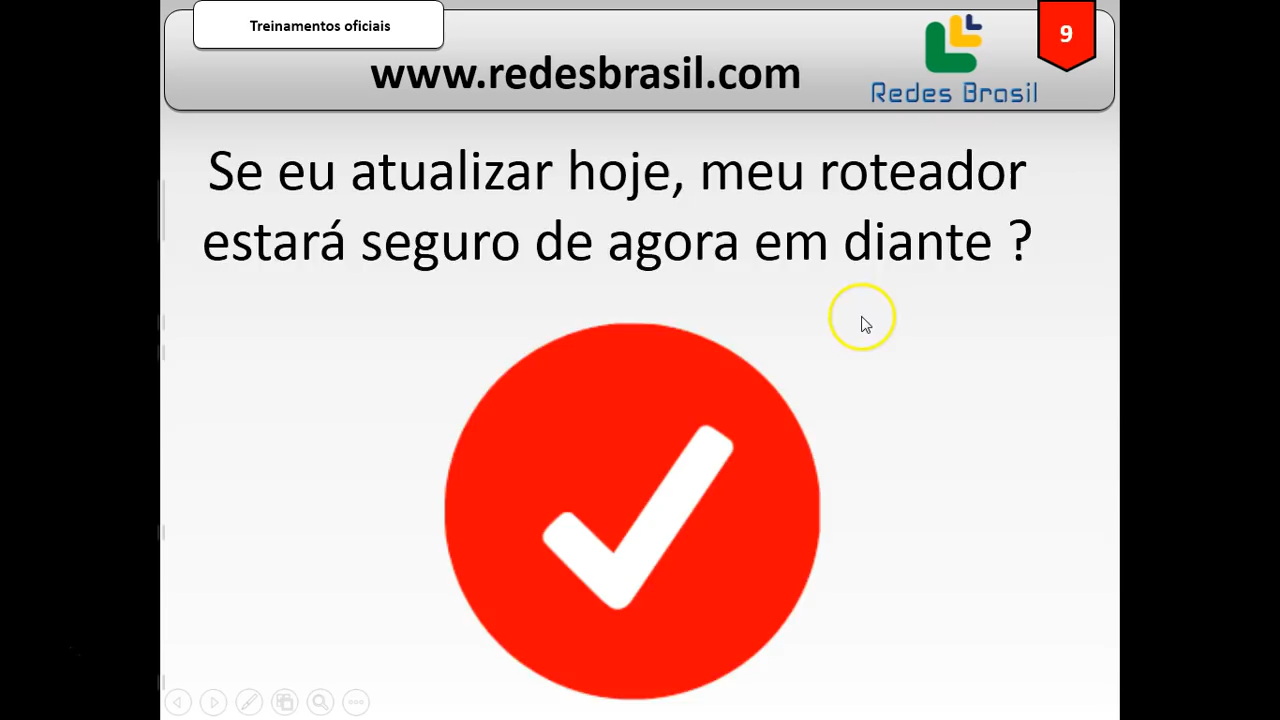 Treinamentos oficiais
9
www.redesbrasil.com
Redes Brasil
Se eu atualizar hoje, meu roteador
estará seguro de agora em diante ?